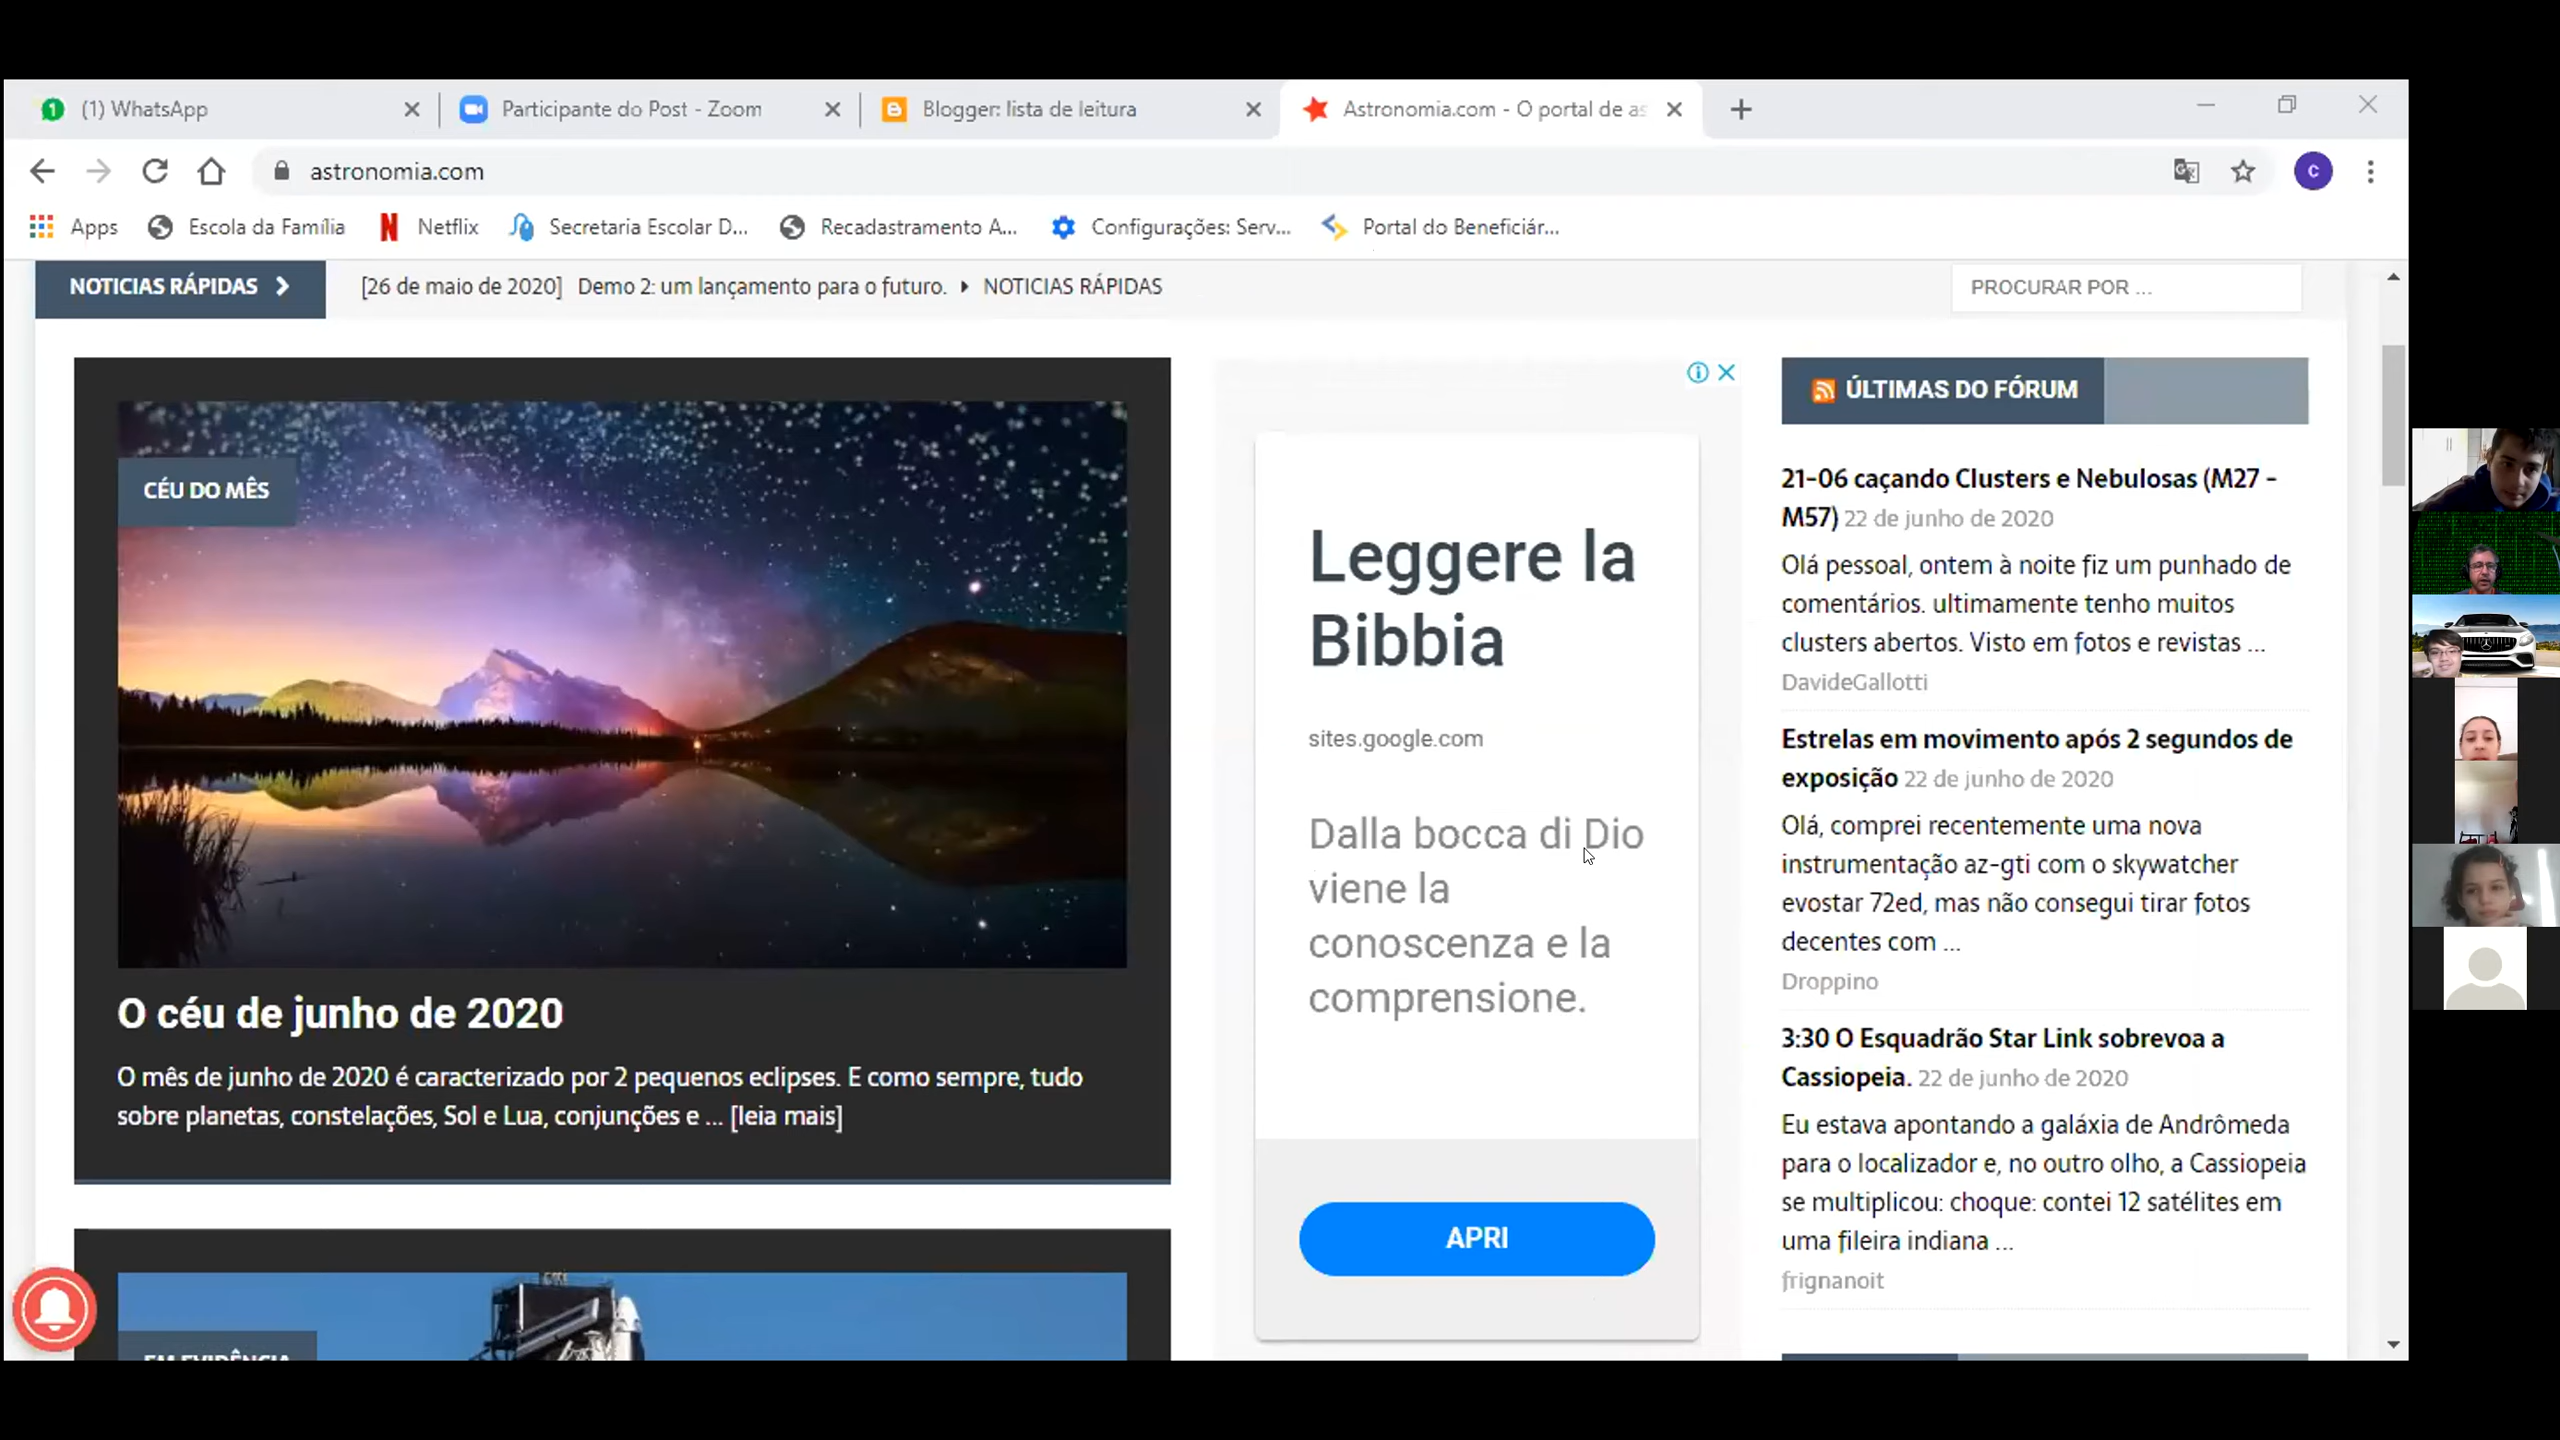 (1) WhatsApp
Participante do Post - Zoom
Blogger: lista de leitura
Astronomia.com - O portal de as
astronomia.com
Apps
Escola da Família
Netflix
Secretaria Escolar D...
Recadastramento A...
Configurações: Serv...
Portal do Beneficiár...
NOTICIAS RÁPIDAS
[26 de maio de 2020] Demo 2: um lançamento para o futuro. NOTICIAS RÁPIDAS
PROCURAR POR ...
CÉU DO MÊS
O céu de junho de 2020
O mês de junho de 2020 é caracterizado por 2 pequenos eclipses. E como sempre, tudo
sobre planetas, constelações, Sol e Lua, conjunções e ... [leia mais]
EM EVIDÊNCIA
Leggere la
Bibbia
sites.google.com
Dalla bocca di Dio
viene la
conoscenza e la
comprensione.
APRI
ÚLTIMAS DO FÓRUM
21-06 caçando Clusters e Nebulosas (M27 -
M57) 22 de junho de 2020
Olá pessoal, ontem à noite fiz um punhado de
comentários. ultimamente tenho muitos
clusters abertos. Visto em fotos e revistas ...
DavideGallotti
Estrelas em movimento após 2 segundos de
exposição 22 de junho de 2020
Olá, comprei recentemente uma nova
instrumentação az-gti com o skywatcher
evostar 72ed, mas não consegui tirar fotos
decentes com ...
Droppino
3:30 O Esquadrão Star Link sobrevoa a
Cassiopeia. 22 de junho de 2020
Eu estava apontando a galáxia de Andrômeda
para o localizador e, no outro olho, a Cassiopeia
se multiplicou: choque: contei 12 satélites em
uma fileira indiana ...
frignanoit